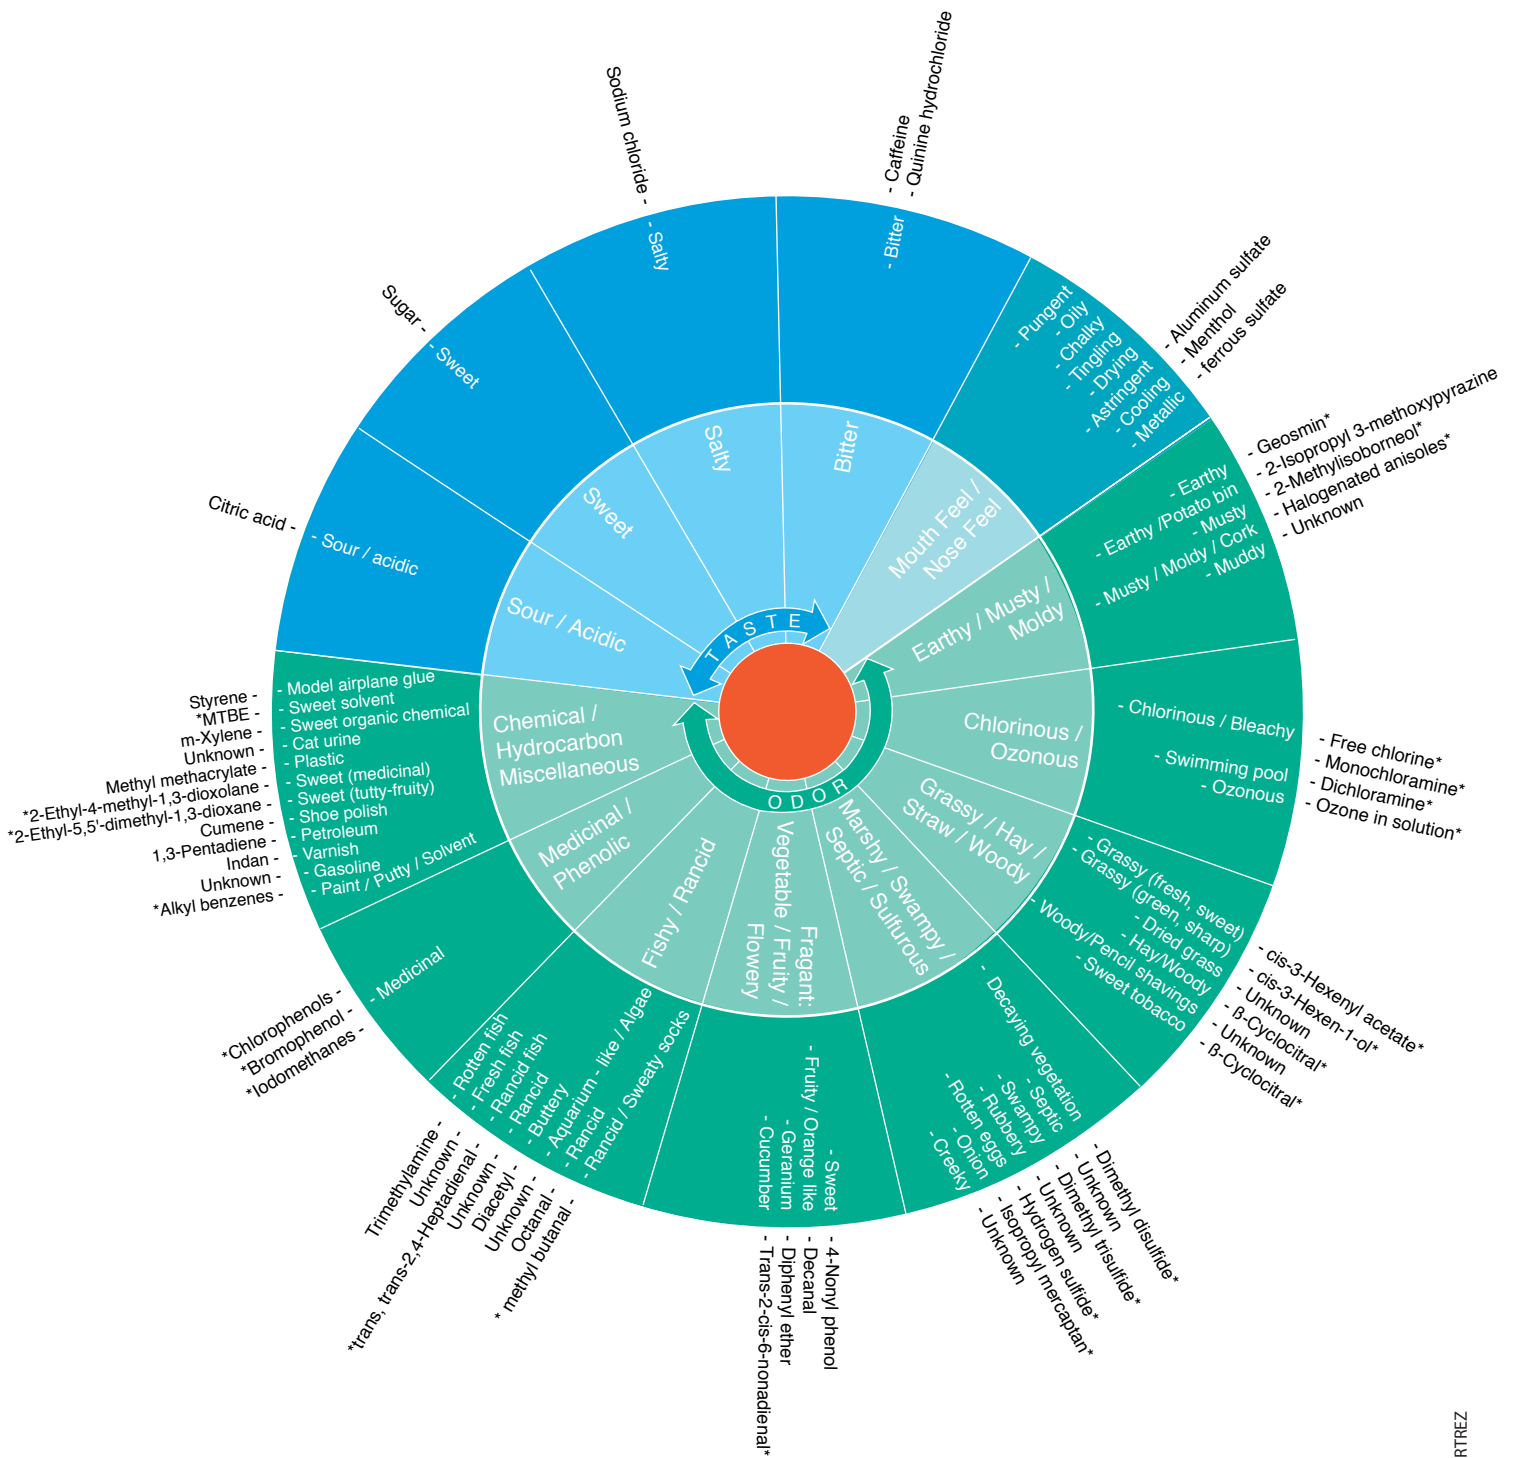 TASTE
ODOR
Sour / Acidic
Sweet
Salty
Bitter
Mouth Feel /
Nose Feel
Earthy / Musty /
Moldy
Chlorinous /
Ozonous
Grassy / Hay /
Straw / Woody
Marshy / Swampy /
Septic / Sulfurous
Fragant:
Vegetable / Fruity /
Flowery
Fishy / Rancid
Medicinal /
Phenolic
Chemical /
Hydrocarbon
Miscellaneous
- Sour / acidic
Citric acid -
- Sweet
Sugar -
- Salty
Sodium chloride -
- Bitter
- Caffeine
- Quinine hydrochloride
- Pungent
- Oily
- Chalky
- Tingling
- Drying
- Astringent
- Cooling
- Metallic
- Aluminum sulfate
- Menthol
- ferrous sulfate
- Earthy
- Earthy /Potato bin
- Musty
- Musty / Moldy / Cork
- Muddy
- Geosmin*
- 2-Isopropyl 3-methoxypyrazine
- 2-Methylisoborneol*
- Halogenated anisoles*
- Unknown
- Chlorinous / Bleachy
- Swimming pool
- Ozonous
- Free chlorine*
- Monochloramine*
- Dichloramine*
- Ozone in solution*
- Grassy (fresh, sweet)
- Grassy (green, sharp)
- Dried grass
- Hay/Woody
- Woody/Pencil shavings
- Sweet tobacco
- cis-3-Hexenyl acetate*
- cis-3-Hexen-1-ol*
- Unknown
- ß-Cyclocitral*
- Unknown
- ß-Cyclocitral*
- Decaying vegetation
- Septic
- Swampy
- Rubbery
- Rotten eggs
- Onion
- Creeky
- Dimethyl disulfide*
- Unknown
- Dimethyl trisulfide*
- Unknown
- Hydrogen sulfide*
- Isopropyl mercaptan*
- Unknown
- Sweet
- Fruity / Orange like
- Geranium
- Cucumber
- 4-Nonyl phenol
- Decanal
- Diphenyl ether
- Trans-2-cis-6-nonadienal*
- Rotten fish
- Fresh fish
- Rancid fish
- Rancid
- Buttery
- Aquarium - like / Algae
- Rancid
- Rancid / Sweaty socks
Trimethylamine -
Unknown -
*trans, trans-2,4-Heptadienal -
Unknown -
Diacetyl -
Unknown -
Octanal -
* methyl butanal -
- Medicinal
*Chlorophenols -
*Bromophenol -
*Iodomethanes -
- Model airplane glue
- Sweet solvent
- Sweet organic chemical
- Cat urine
- Plastic
- Sweet (medicinal)
- Sweet (tutty-fruity)
- Shoe polish
- Petroleum
- Varnish
- Gasoline
- Paint / Putty / Solvent
Styrene -
*MTBE -
m-Xylene -
Unknown -
Methyl methacrylate -
*2-Ethyl-4-methyl-1,3-dioxolane -
*2-Ethyl-5,5'-dimethyl-1,3-dioxane -
Cumene -
1,3-Pentadiene -
Indan -
Unknown -
*Alkyl benzenes -
RTREZ